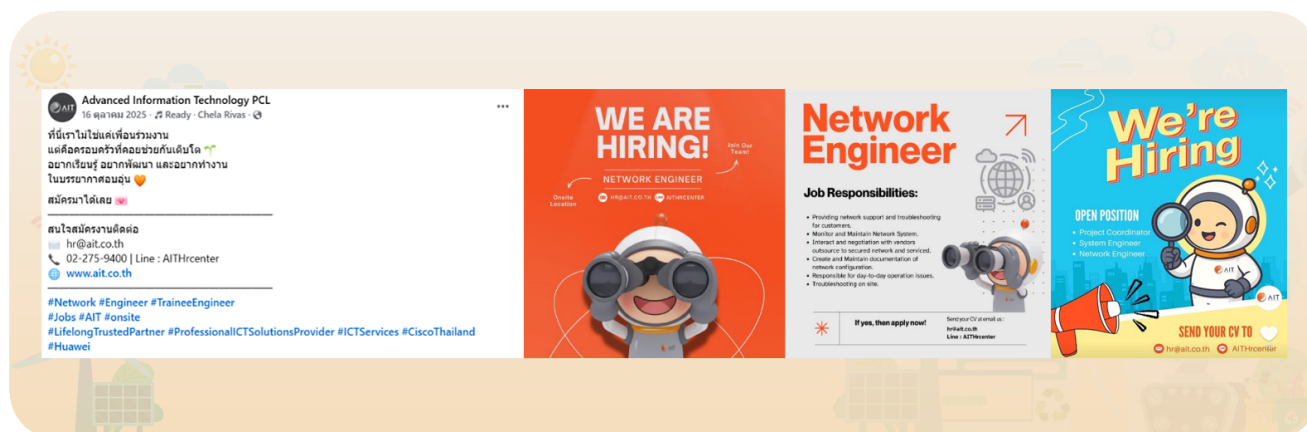 Advanced Information Technology PCL
16 ตุลาคม 2025 · Ready · Chela Rivas ·
ที่นี่เราไม่ใช่แค่เพื่อนร่วมงาน
แต่คือครอบครัวที่คอยช่วยกันเติบโต 🌱
อยากเรียนรู้ อยากพัฒนา และอยากทำงาน
ในบรรยากาศอบอุ่น 🧡
สมัครมาได้เลย 💌
สนใจสมัครงานติดต่อ
📧 hr@ait.co.th
📞 02-275-9400 | Line : AITHrcenter
🌐 www.ait.co.th
#Network #Engineer #TraineeEngineer
#Jobs #AIT #onsite
#LifelongTrustedPartner #ProfessionalICTSolutionsProvider #ICTServices #CiscoThailand
#Huawei
WE ARE
HIRING!
Join Our
Team!
NETWORK ENGINEER
Onsite
Location
HR@AIT.CO.TH AITHRCENTER
AIT
Network
Engineer
Job Responsibilities:
• Providing network support and troubleshooting
for customers.
• Monitor and Maintain Network System.
• Interact and negotiation with vendors
outsource to secured network and serviced.
• Create and Maintain documentation of
network configuration.
• Responsible for day-to-day operation issues.
• Troubleshooting on site.
If yes, then apply now!
Send your CV at email us :
hr@ait.co.th
Line : AITHrcenter
We're
Hiring
OPEN POSITION
• Project Coordinator
• System Engineer
• Network Engineer
AIT
AIT
SEND YOUR CV TO
hr@ait.co.th AITHrcenter